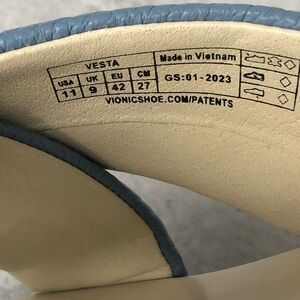 VESTA
USA UK EU CM
11 9 42 27
Made in Vietnam
GS:01-2023
VIONICSHOE.COM/PATENTS